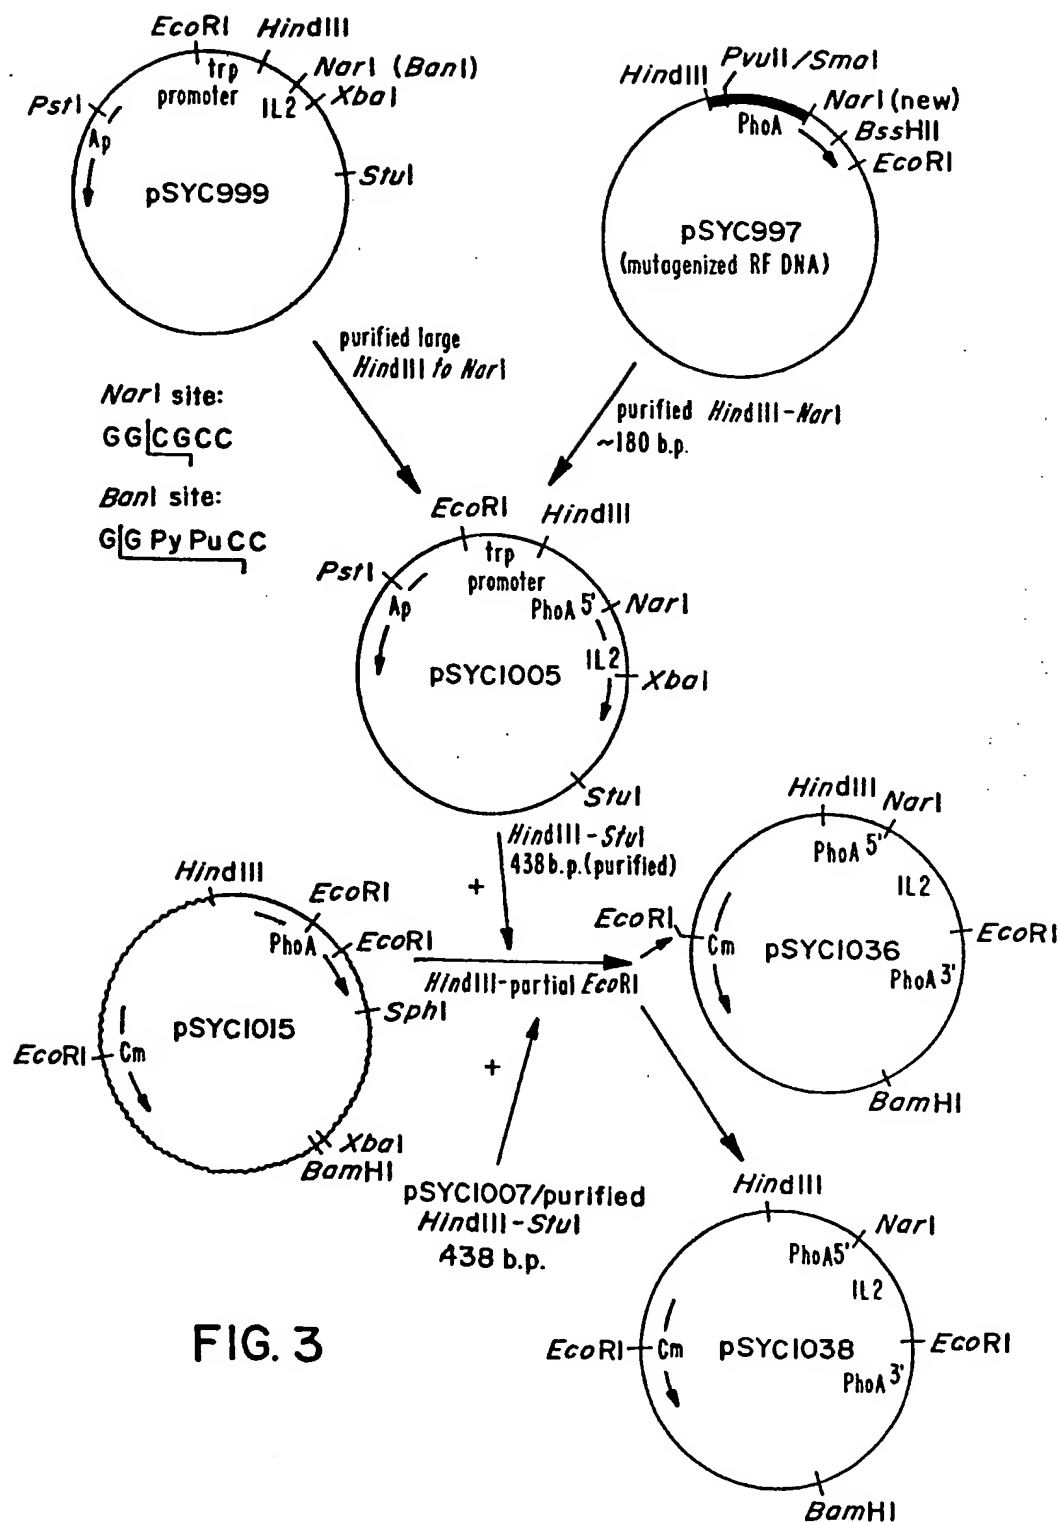 EcoRI
HindIII
trp
promoter
NarI (BanI)
IL2
XbaI
PstI
Ap
StuI
pSYC999
PvuII/SmaI
HindIII
NarI (new)
PhoA
BssHII
EcoRI
pSYC997
(mutagenized RF DNA)
purified large
HindIII to NarI
purified HindIII-NarI
~180 b.p.
NarI site:
GGCGCC
BanI site:
GG Py Pu CC
EcoRI
HindIII
trp
promoter
PstI
Ap
PhoA 5'
NarI
IL2
XbaI
pSYC1005
StuI
HindIII-StuI
438 b.p. (purified)
+
HindIII
EcoRI
PhoA
EcoRI
SphI
pSYC1015
EcoRI
Cm
XbaI
BamHI
HindIII-partial EcoRI
HindIII
NarI
PhoA 5'
IL2
EcoRI
Cm
EcoRI
pSYC1036
PhoA 3'
BamHI
+
pSYC1007/purified
HindIII-StuI
438 b.p.
HindIII
NarI
PhoA 5'
IL2
EcoRI
Cm
pSYC1038
EcoRI
PhoA 3'
BamHI
FIG. 3